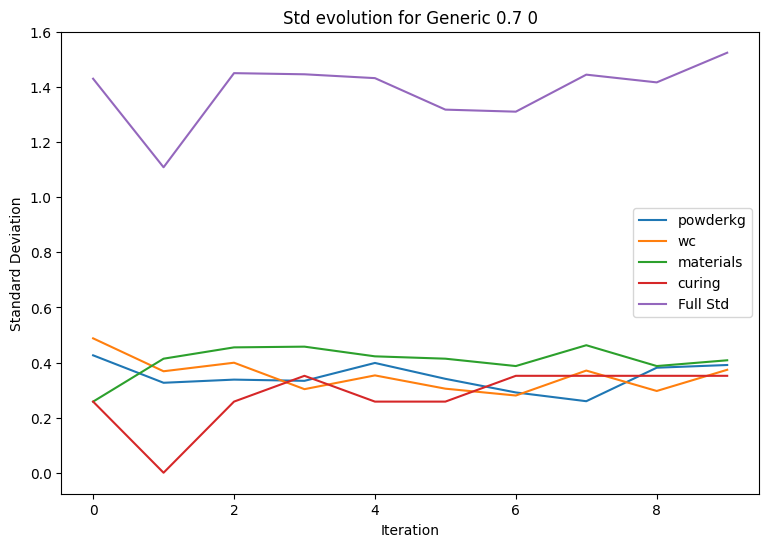 Std evolution for Generic 0.7 0
Standard Deviation
1.6
1.4
1.2
1.0
0.8
0.6
0.4
0.2
0.0
powderkg
wc
materials
curing
Full Std
0
2
4
6
8
Iteration